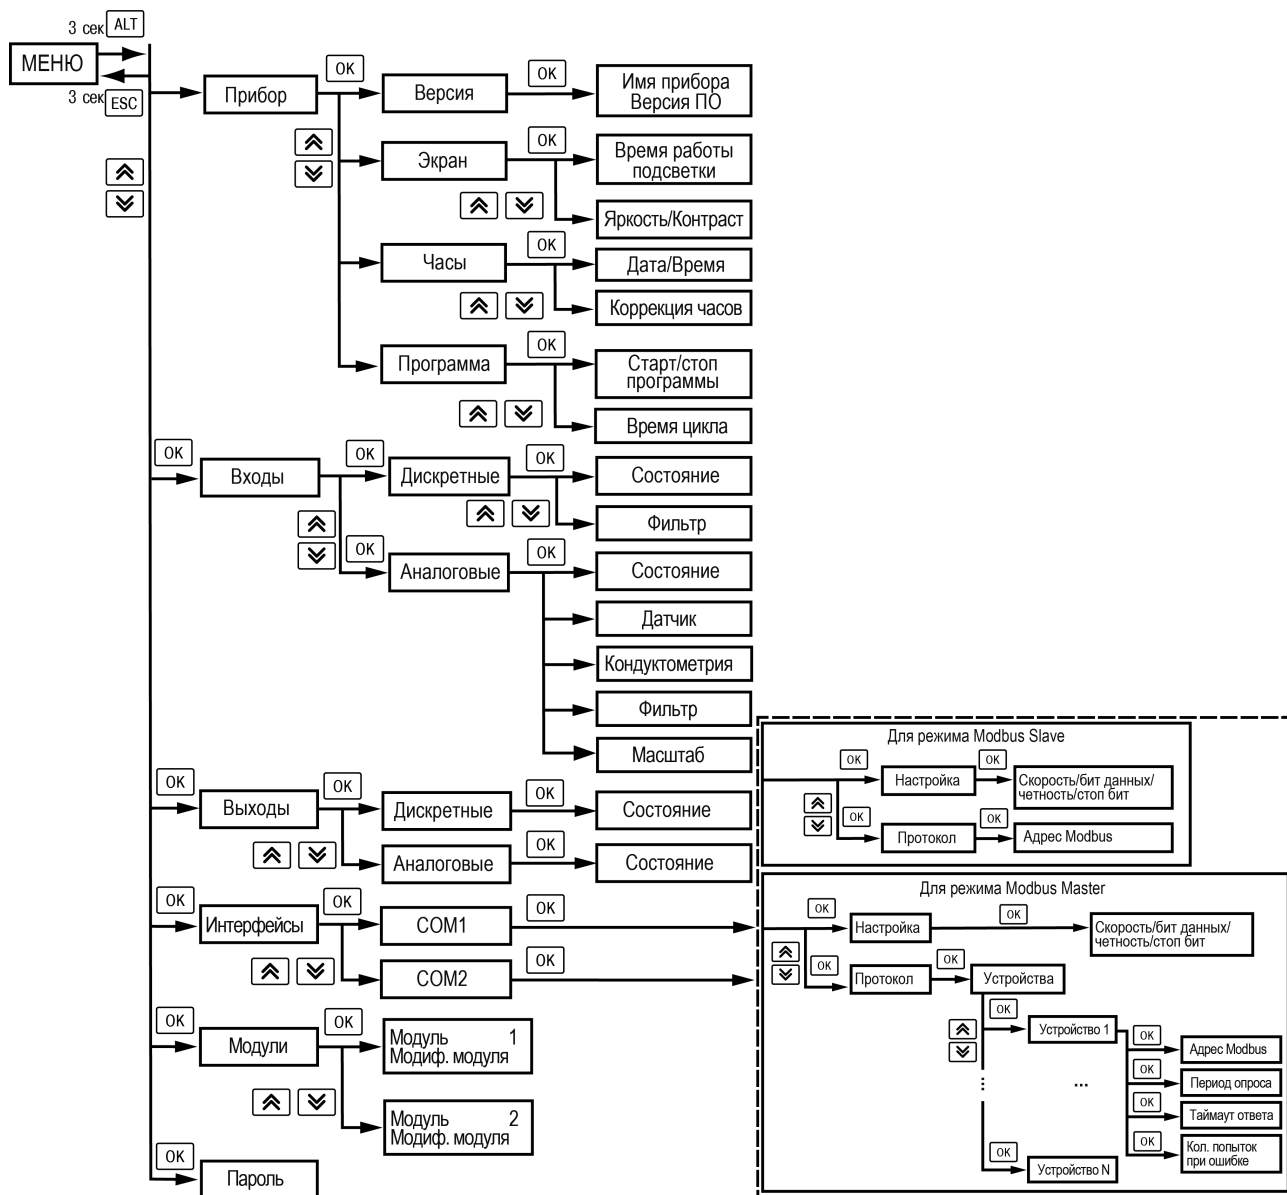 3 сек ALT
МЕНЮ
3 сек ESC
Прибор
OK
Версия
OK
Имя прибора
Версия ПО
Экран
OK
Время работы
подсветки
Яркость/Контраст
Часы
OK
Дата/Время
Коррекция часов
Программа
OK
Старт/стоп
программы
Время цикла
OK
Входы
OK
Дискретные
OK
Состояние
Фильтр
OK
Аналоговые
OK
Состояние
Датчик
Кондуктометрия
Фильтр
Масштаб
OK
Выходы
OK
Дискретные
OK
Состояние
Аналоговые
OK
Состояние
OK
Интерфейсы
OK
COM1
OK
COM2
OK
OK
Модули
OK
Модуль 1
Модиф. модуля
Модуль 2
Модиф. модуля
OK
Пароль
Для режима Modbus Slave
OK
Настройка
OK
Скорость/бит данных/
четность/стоп бит
OK
Протокол
OK
Адрес Modbus
Для режима Modbus Master
OK
Настройка
OK
Скорость/бит данных/
четность/стоп бит
OK
Протокол
OK
Устройства
OK
Устройство 1
OK
Адрес Modbus
OK
Период опроса
...
...
OK
Таймаут ответа
OK
Кол. попыток
при ошибке
OK
Устройство N